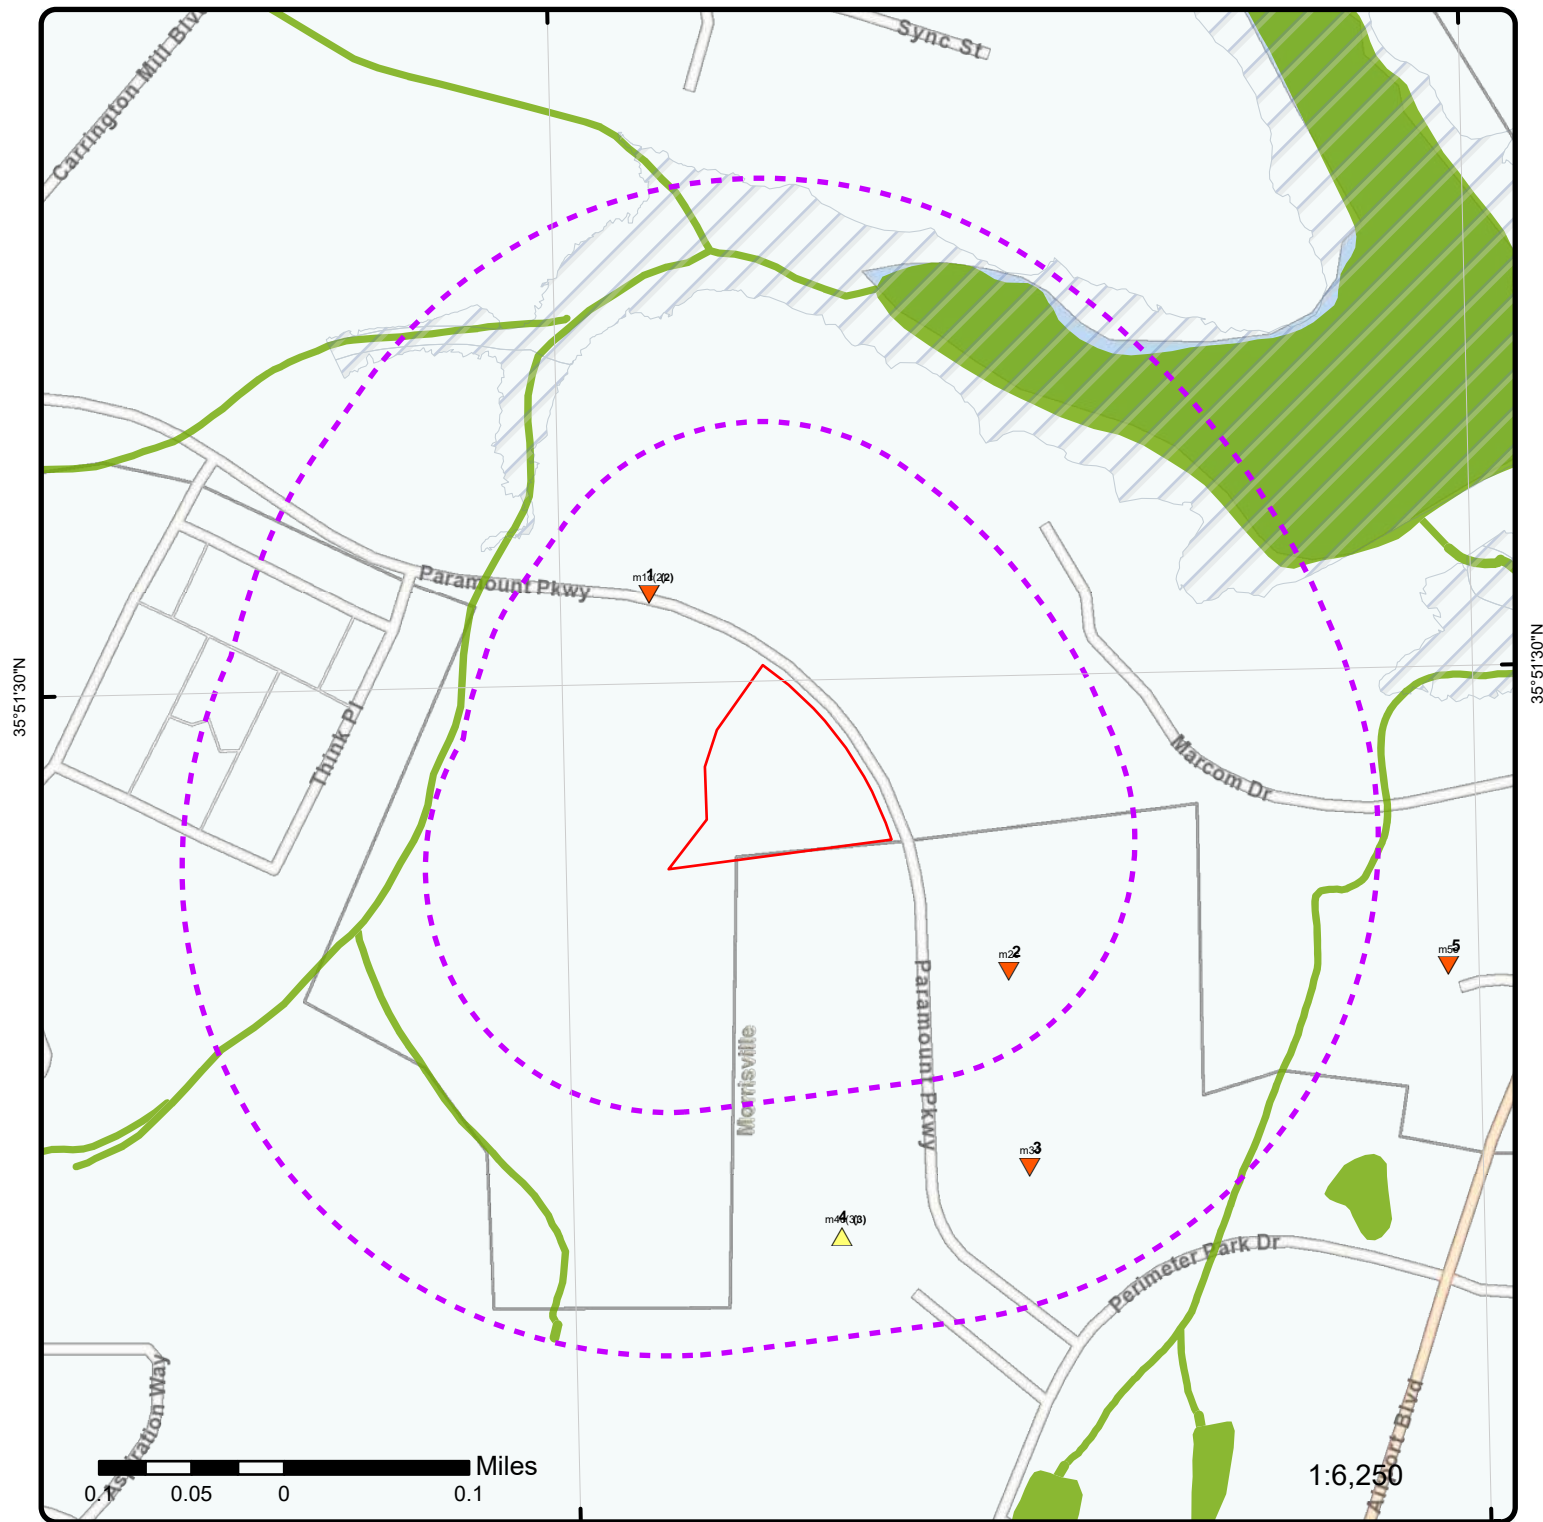 Sync St
Carrington Mill Blvd
Paramount Pkwy
1
35°51'30"N
35°51'30"N
Think Pl
Marcom Dr
2
5
Paramount Pkwy
Morrisville
3
4
Perimeter Park Dr
Aspiration Way
Airport Blvd
Miles
0.1 0.05 0 0.1
1:6,250